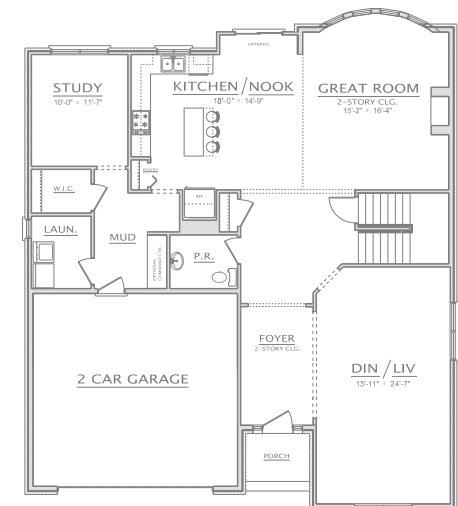 OPTIONAL
STUDY
10'-0" × 11'-7"
KITCHEN/NOOK
18'-0" × 14'-9"
GREAT ROOM
2-STORY CLG.
15'-2" × 16'-4"
PANTRY
W.I.C.
REF.
LAUN.
MUD
OPTIONAL
COMMAND CTR.
P.R.
FOYER
2-STORY CLG.
DIN/LIV
13'-11" × 24'-7"
2 CAR GARAGE
PORCH